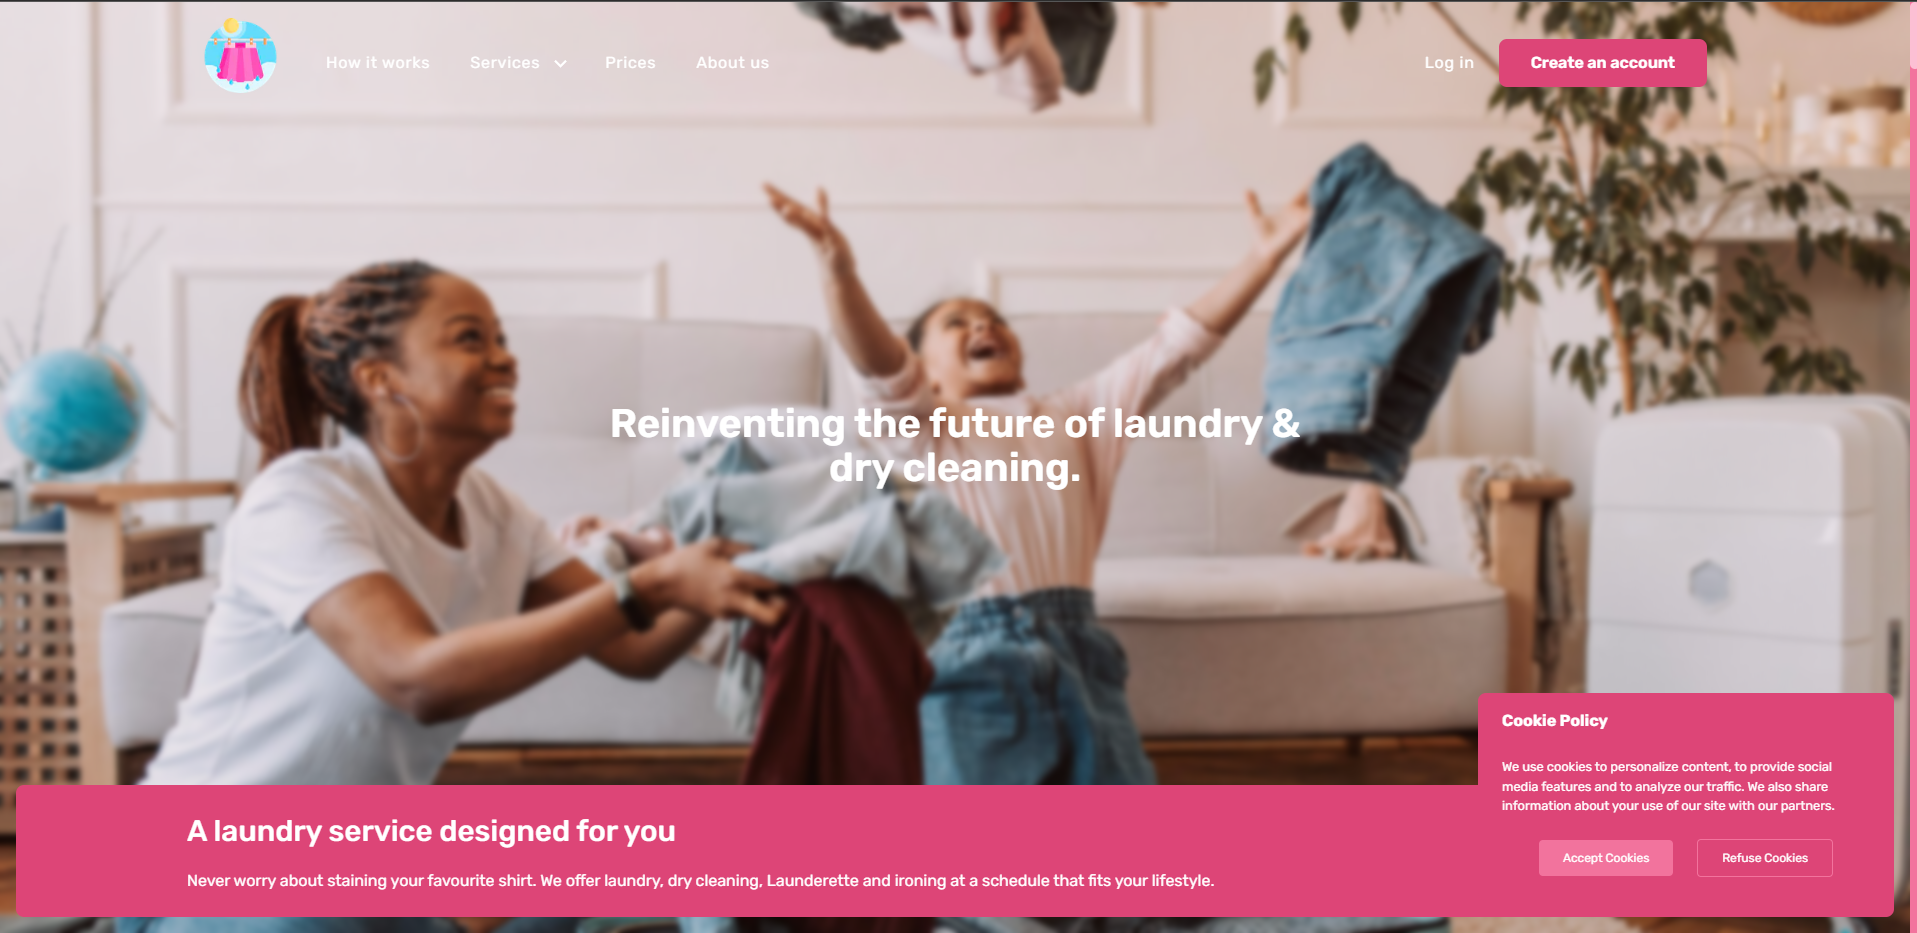 How it works
Services
Prices
About us
Log in
Create an account
Reinventing the future of laundry &
dry cleaning.
A laundry service designed for you
Never worry about staining your favourite shirt. We offer laundry, dry cleaning, Launderette and ironing at a schedule that fits your lifestyle.
Cookie Policy
We use cookies to personalize content, to provide social
media features and to analyze our traffic. We also share
information about your use of our site with our partners.
Accept Cookies
Refuse Cookies